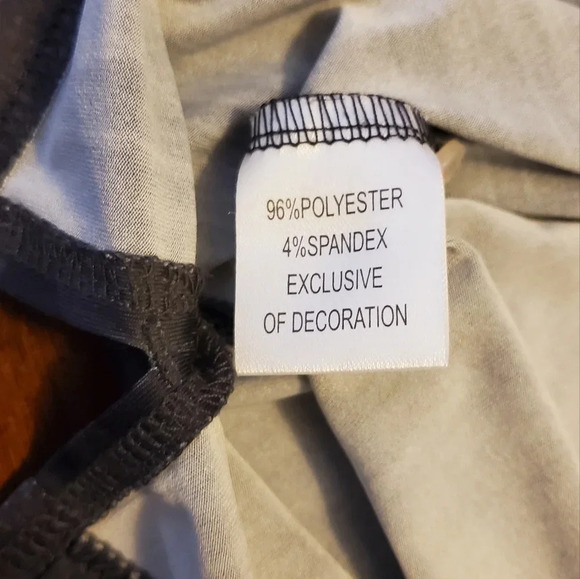 96%POLYESTER
4%SPANDEX
EXCLUSIVE
OF DECORATION